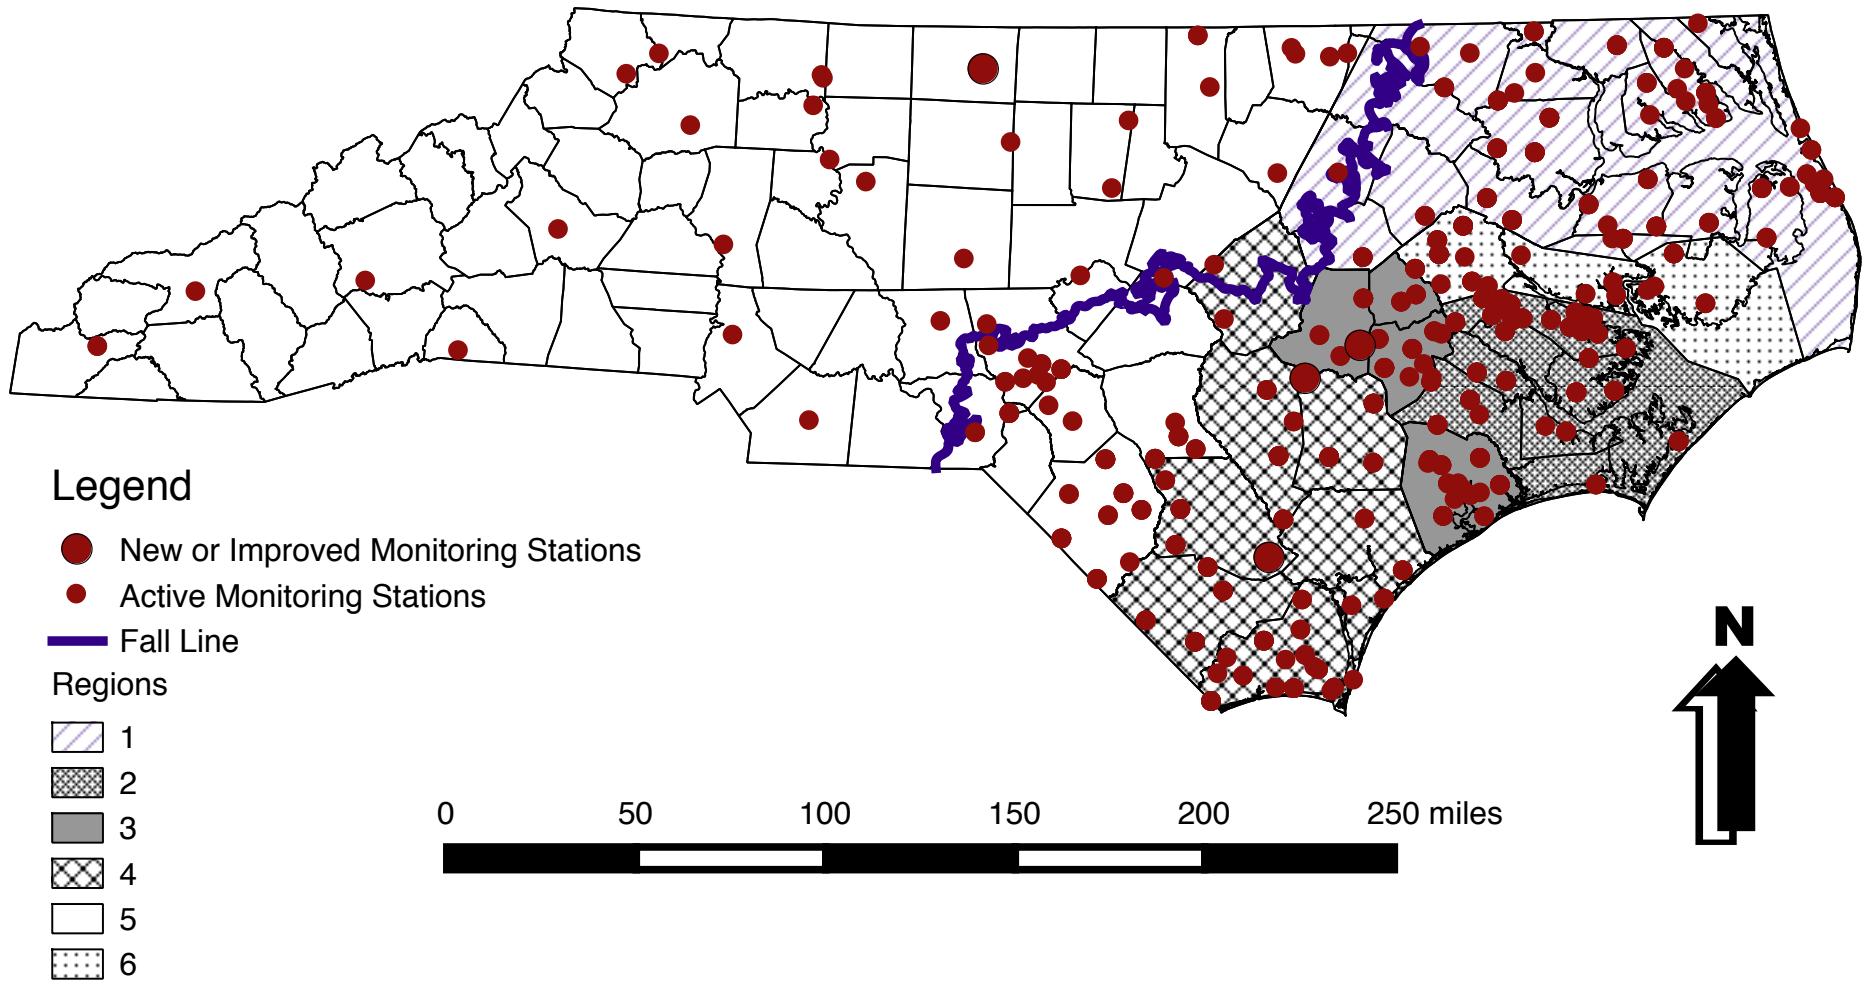 Legend
New or Improved Monitoring Stations
Active Monitoring Stations
Fall Line
Regions
1
2
3
4
5
6
0 50 100 150 200 250 miles
N